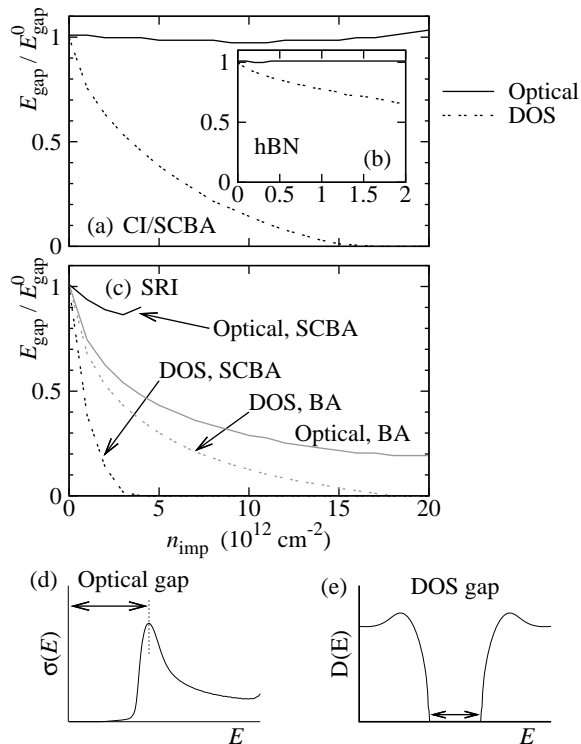 E_gap / E^0_gap
1
0.5
0
(a) CI/SCBA
1
0.5
0
0 0.5 1 1.5 2
hBN
(b)
Optical
DOS
E_gap / E^0_gap
1
0.5
0
(c) SRI
Optical, SCBA
DOS, SCBA
DOS, BA
Optical, BA
0 5 10 15 20
n_imp (10^12 cm^-2)
(d) Optical gap
σ(E)
E
(e) DOS gap
D(E)
E